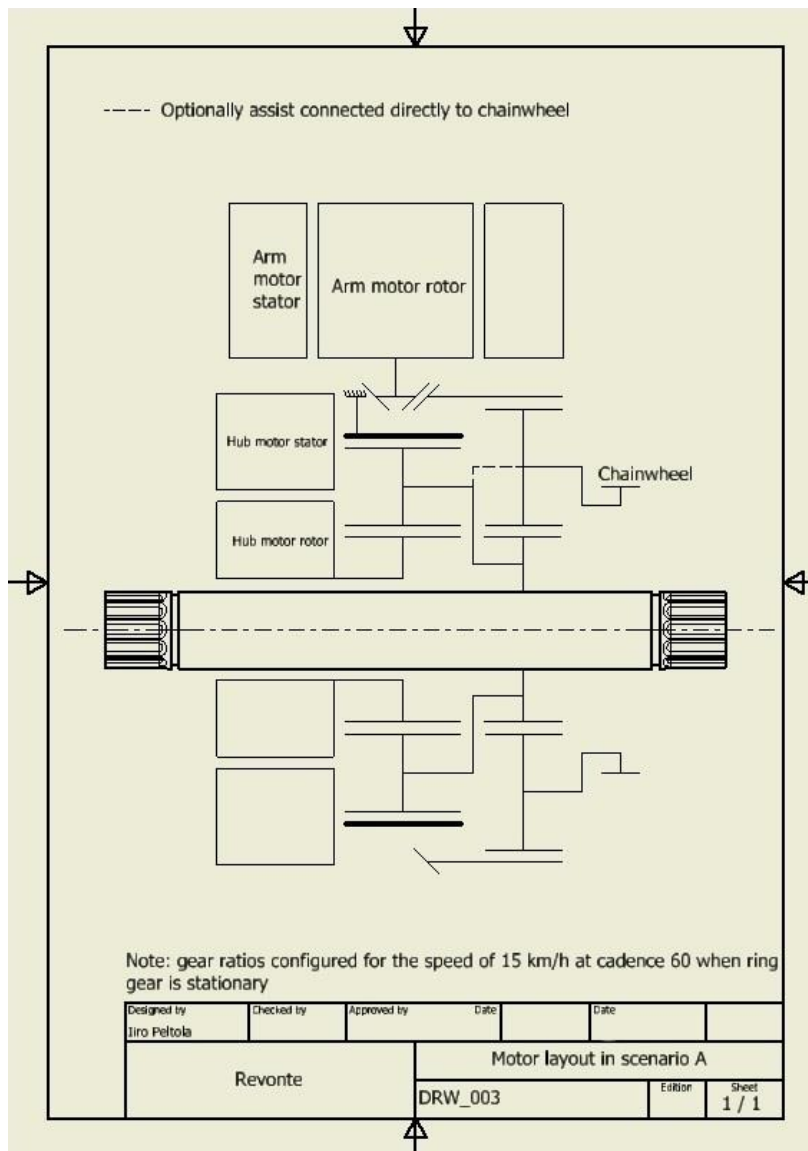 Optionally assist connected directly to chainwheel
Arm
motor
stator
Arm motor rotor
Hub motor stator
Chainwheel
Hub motor rotor
Note: gear ratios configured for the speed of 15 km/h at cadence 60 when ring
gear is stationary
Designed by
Checked by
Approved by
Date
Date
Iiro Peltola
Revonte
Motor layout in scenario A
DRW_003
Edition
Sheet
1 / 1